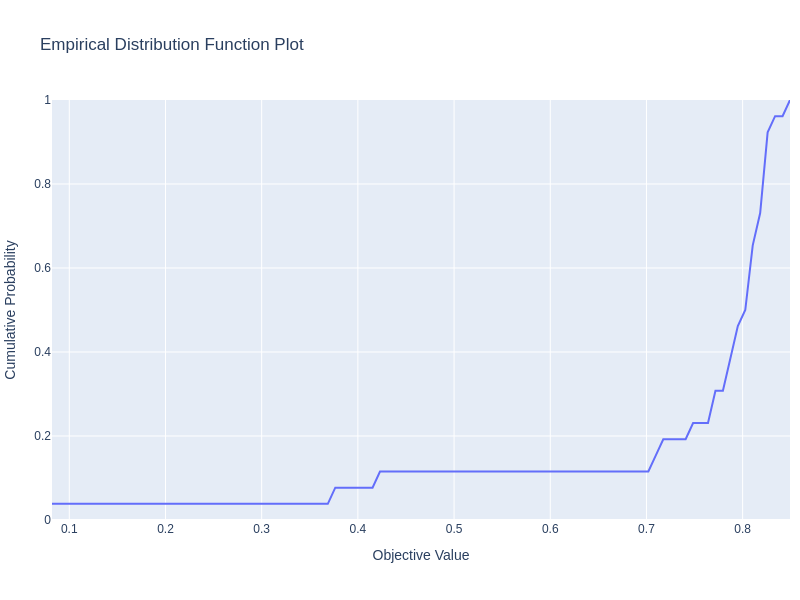 Empirical Distribution Function Plot
1
0.8
0.6
0.4
0.2
0
Cumulative Probability
0.1 0.2 0.3 0.4 0.5 0.6 0.7 0.8
Objective Value